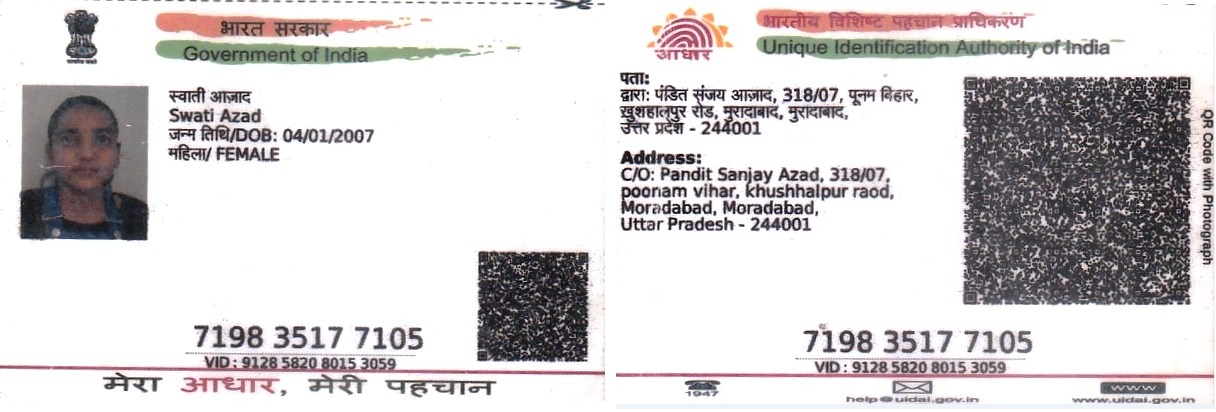 भारत सरकार
Government of India
स्वाती आज़ाद
Swati Azad
जन्म तिथि/DOB: 04/01/2007
महिला/ FEMALE
7198 3517 7105
VID : 9128 5820 8015 3059
मेरा आधार, मेरी पहचान
भारतीय विशिष्ट पहचान प्राधिकरण
Unique Identification Authority of India
आधार
पता:
द्वारा: पंडित संजय आज़ाद, 318/07, पूनम विहार,
ख़ुशहालपुर रोड, मुरादाबाद, मुरादाबाद,
उत्तर प्रदेश - 244001
Address:
C/O: Pandit Sanjay Azad, 318/07,
poonam vihar, khushhalpur raod,
Moradabad, Moradabad,
Uttar Pradesh - 244001
QR Code with Photograph
7198 3517 7105
VID : 9128 5820 8015 3059
1947
help@uidai.gov.in
www
www.uidai.gov.in